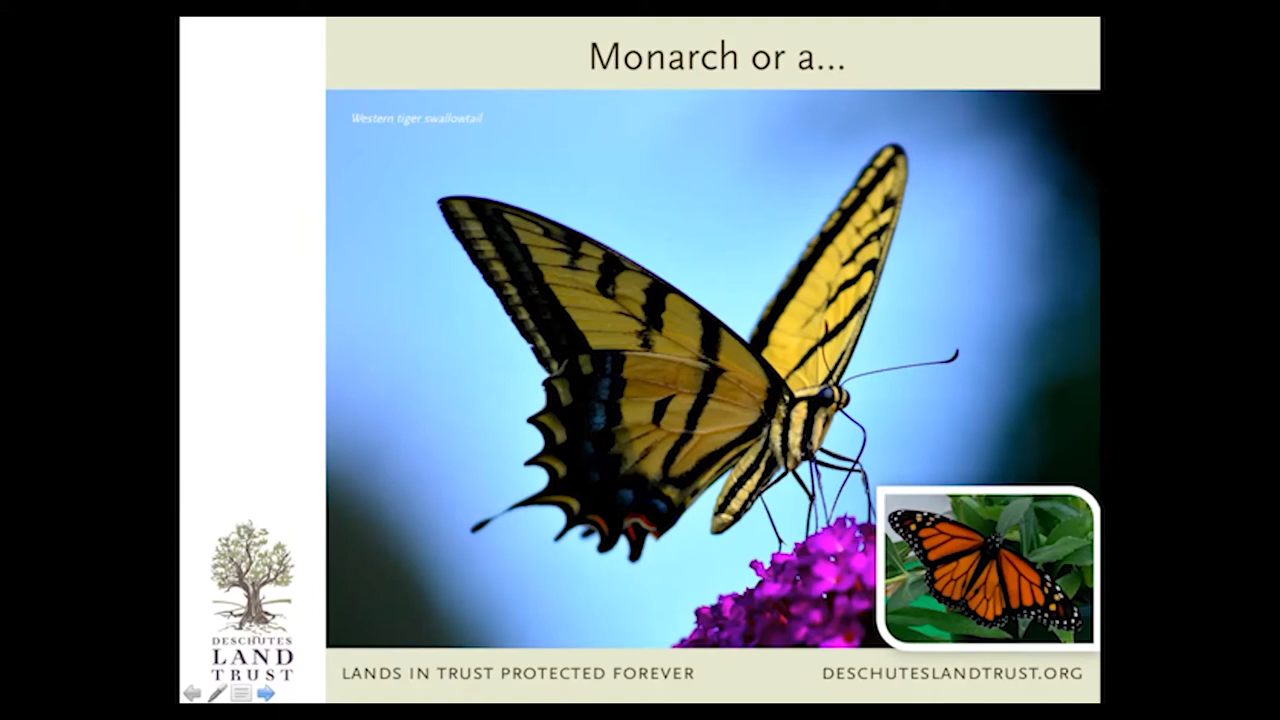 Monarch or a...
Western tiger swallowtail
DESCHUTES
LAND
TRUST
LANDS IN TRUST PROTECTED FOREVER
DESCHUTESLANDTRUST.ORG